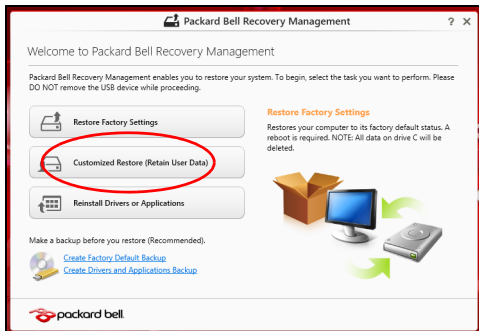 Packard Bell Recovery Management
? X
Welcome to Packard Bell Recovery Management
Packard Bell Recovery Management enables you to restore your system. To begin, select the task you want to perform. Please
DO NOT remove the USB device while proceeding.
Restore Factory Settings
Customized Restore (Retain User Data)
Reinstall Drivers or Applications
Restore Factory Settings
Restores your computer to its factory default status. A
reboot is required. NOTE: All data on drive C will be
deleted.
Make a backup before you restore (Recommended).
Create Factory Default Backup
Create Drivers and Applications Backup
packard bell